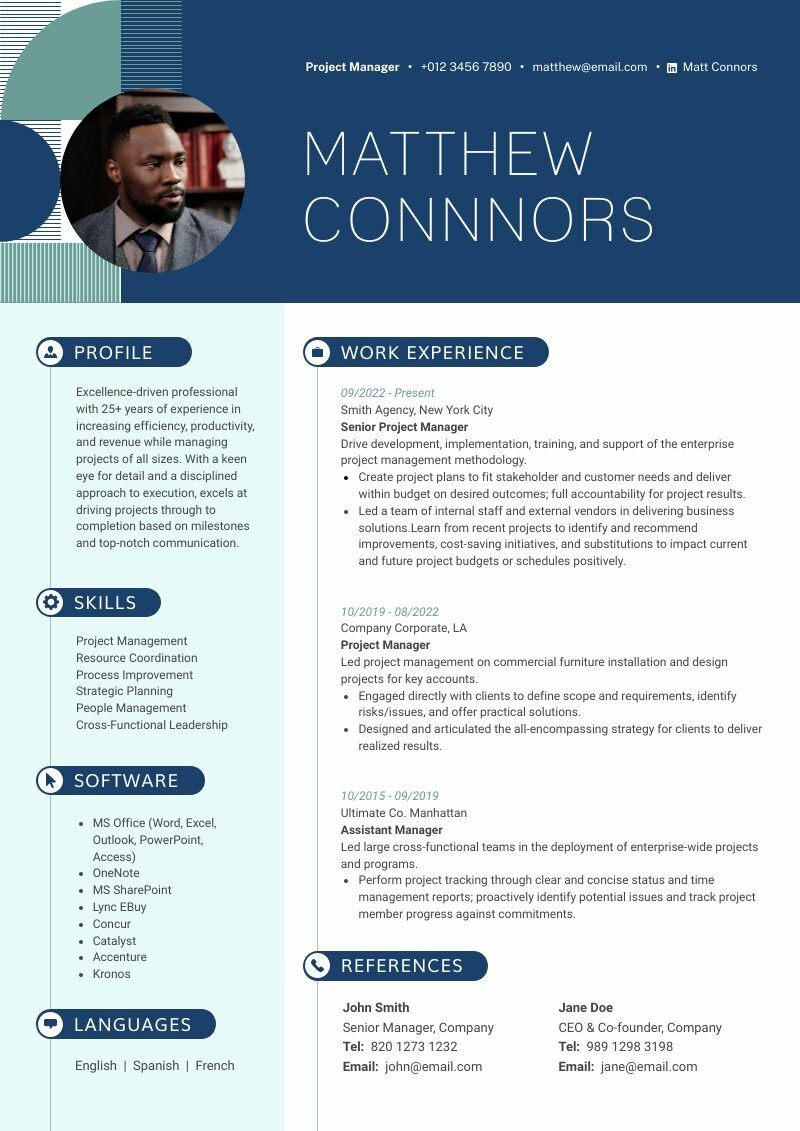 Project Manager • +012 3456 7890 • matthew@email.com • in Matt Connors
MATTHEW
CONNNORS
PROFILE
Excellence-driven professional
with 25+ years of experience in
increasing efficiency, productivity,
and revenue while managing
projects of all sizes. With a keen
eye for detail and a disciplined
approach to execution, excels at
driving projects through to
completion based on milestones
and top-notch communication.
SKILLS
Project Management
Resource Coordination
Process Improvement
Strategic Planning
People Management
Cross-Functional Leadership
SOFTWARE
• MS Office (Word, Excel,
Outlook, PowerPoint,
Access)
• OneNote
• MS SharePoint
• Lync EBuy
• Concur
• Catalyst
• Accenture
• Kronos
LANGUAGES
English | Spanish | French
WORK EXPERIENCE
09/2022 - Present
Smith Agency, New York City
Senior Project Manager
Drive development, implementation, training, and support of the enterprise
project management methodology.
• Create project plans to fit stakeholder and customer needs and deliver
within budget on desired outcomes; full accountability for project results.
• Led a team of internal staff and external vendors in delivering business
solutions.Learn from recent projects to identify and recommend
improvements, cost-saving initiatives, and substitutions to impact current
and future project budgets or schedules positively.
10/2019 - 08/2022
Company Corporate, LA
Project Manager
Led project management on commercial furniture installation and design
projects for key accounts.
• Engaged directly with clients to define scope and requirements, identify
risks/issues, and offer practical solutions.
• Designed and articulated the all-encompassing strategy for clients to deliver
realized results.
10/2015 - 09/2019
Ultimate Co. Manhattan
Assistant Manager
Led large cross-functional teams in the deployment of enterprise-wide projects
and programs.
• Perform project tracking through clear and concise status and time
management reports; proactively identify potential issues and track project
member progress against commitments.
REFERENCES
John Smith
Senior Manager, Company
Tel: 820 1273 1232
Email: john@email.com
Jane Doe
CEO & Co-founder, Company
Tel: 989 1298 3198
Email: jane@email.com